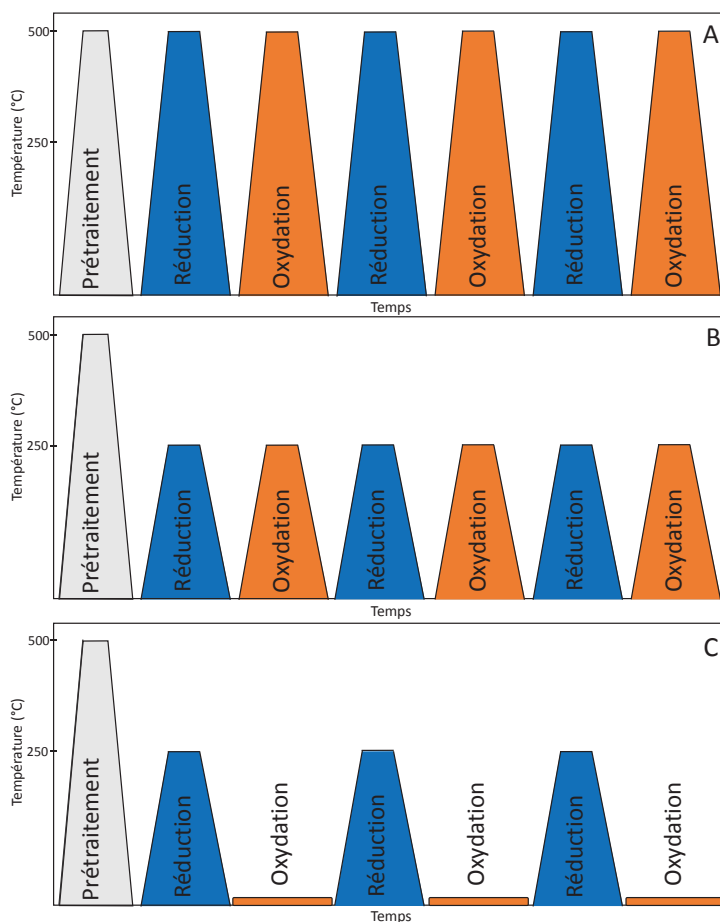 A
500
250
Température (°C)
Prétraitement
Réduction
Oxydation
Réduction
Oxydation
Réduction
Oxydation
Temps
B
500
250
Température (°C)
Prétraitement
Réduction
Oxydation
Réduction
Oxydation
Réduction
Oxydation
Temps
C
500
250
Température (°C)
Prétraitement
Réduction
Oxydation
Réduction
Oxydation
Réduction
Oxydation
Temps